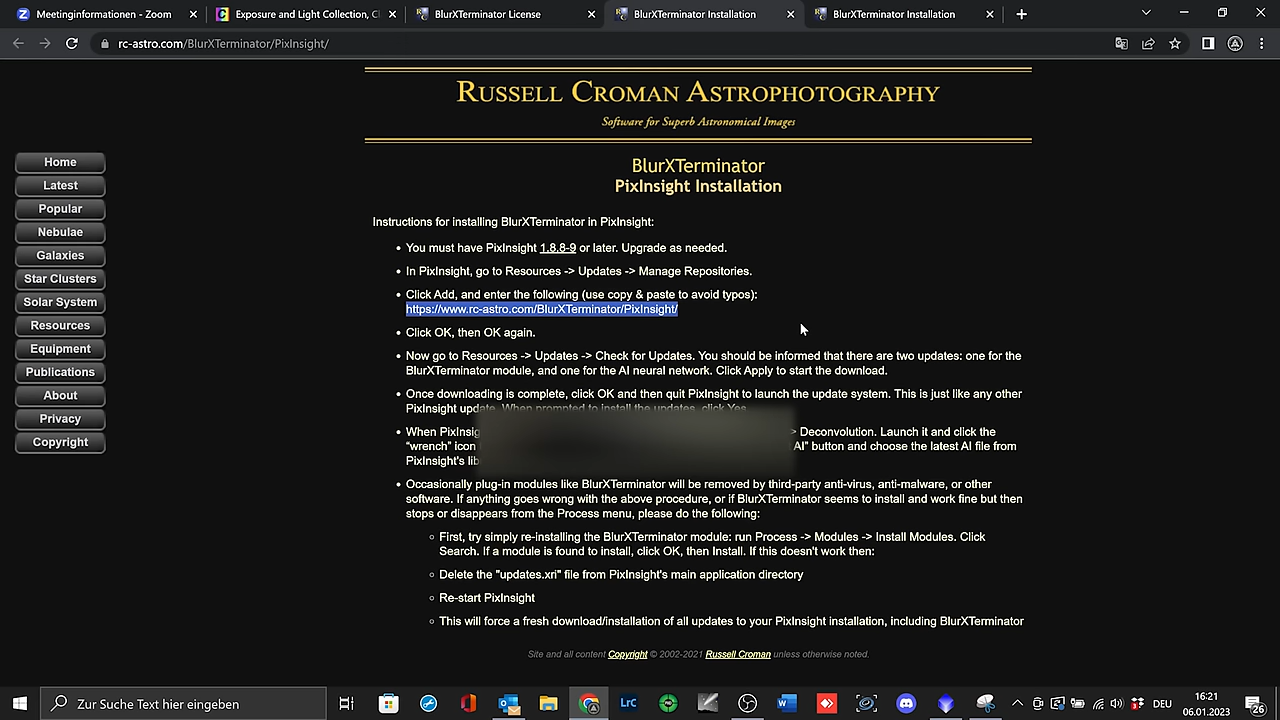 Meetinginformationen - Zoom
Exposure and Light Collection, C
BlurXTerminator License
BlurXTerminator Installation
BlurXTerminator Installation
rc-astro.com/BlurXTerminator/PixInsight/
RUSSELL CROMAN ASTROPHOTOGRAPHY
Software for Superb Astronomical Images
Home
Latest
Popular
Nebulae
Galaxies
Star Clusters
Solar System
Resources
Equipment
Publications
About
Privacy
Copyright
BlurXTerminator
PixInsight Installation
Instructions for installing BlurXTerminator in PixInsight:
• You must have PixInsight 1.8.8-9 or later. Upgrade as needed.
• In PixInsight, go to Resources -> Updates -> Manage Repositories.
• Click Add, and enter the following (use copy & paste to avoid typos):
https://www.rc-astro.com/BlurXTerminator/PixInsight/
• Click OK, then OK again.
• Now go to Resources -> Updates -> Check for Updates. You should be informed that there are two updates: one for the
BlurXTerminator module, and one for the AI neural network. Click Apply to start the download.
• Once downloading is complete, click OK and then quit PixInsight to launch the update system. This is just like any other
PixInsight update. When prompted to install the updates, click Yes.
• When PixInsig > Deconvolution. Launch it and click the
"wrench" icon AI" button and choose the latest AI file from
PixInsight's lib
• Occasionally plug-in modules like BlurXTerminator will be removed by third-party anti-virus, anti-malware, or other
software. If anything goes wrong with the above procedure, or if BlurXTerminator seems to install and work fine but then
stops or disappears from the Process menu, please do the following:
First, try simply re-installing the BlurXTerminator module: run Process -> Modules -> Install Modules. Click
Search. If a module is found to install, click OK, then Install. If this doesn't work then:
Delete the "updates.xri" file from PixInsight's main application directory
Re-start PixInsight
This will force a fresh download/installation of all updates to your PixInsight installation, including BlurXTerminator
Site and all content Copyright © 2002-2021 Russell Croman unless otherwise noted.
Zur Suche Text hier eingeben
LrC
DEU
16:21
06.01.2023
26